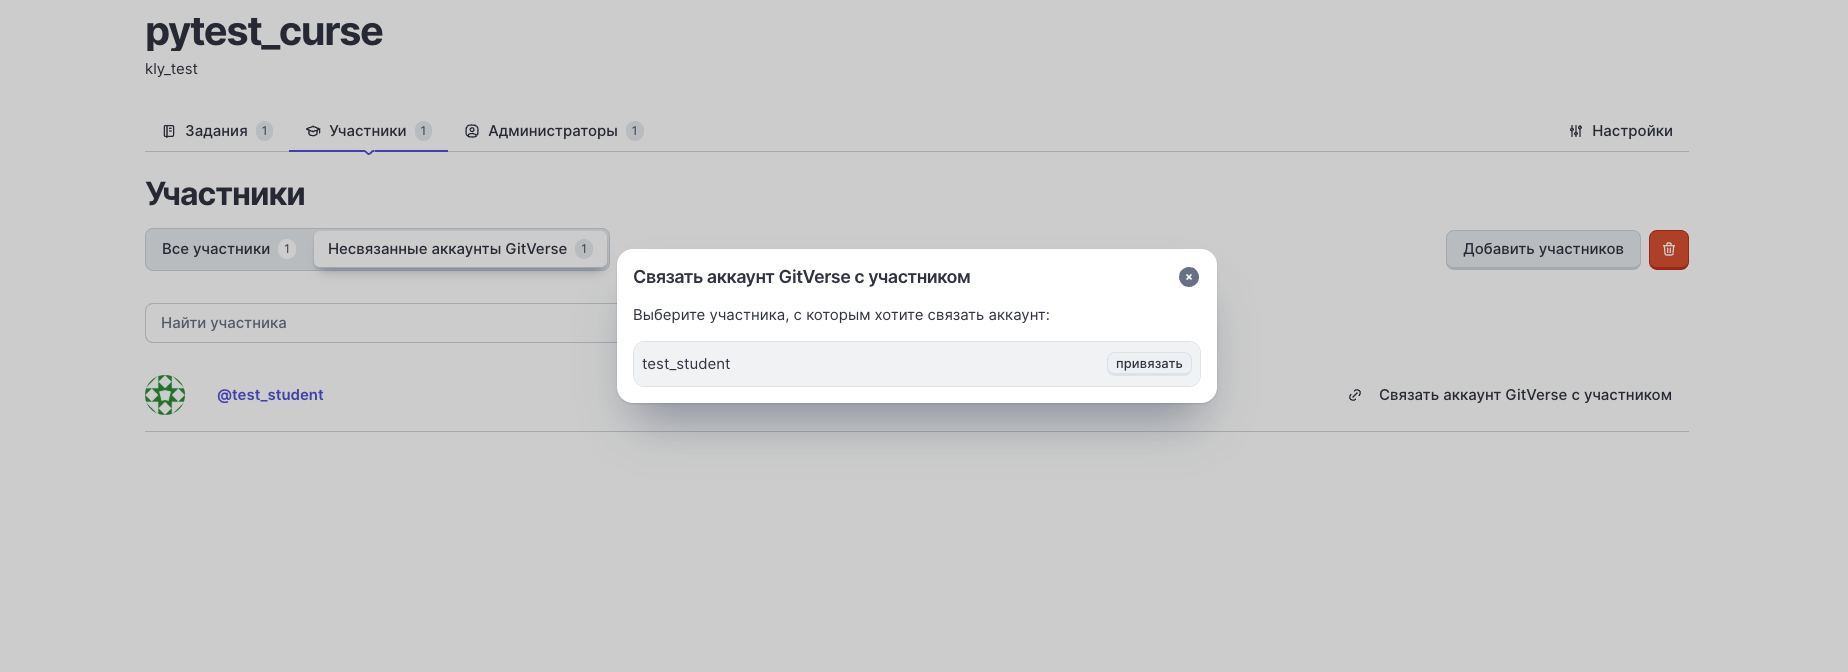 pytest_curse
kly_test
Задания 1 Участники 1 Администраторы 1 Настройки
Участники
Все участники 1 Несвязанные аккаунты GitVerse 1 Добавить участников
Связать аккаунт GitVerse с участником
Выберите участника, с которым хотите связать аккаунт:
Найти участника
test_student привязать
@test_student Связать аккаунт GitVerse с участником